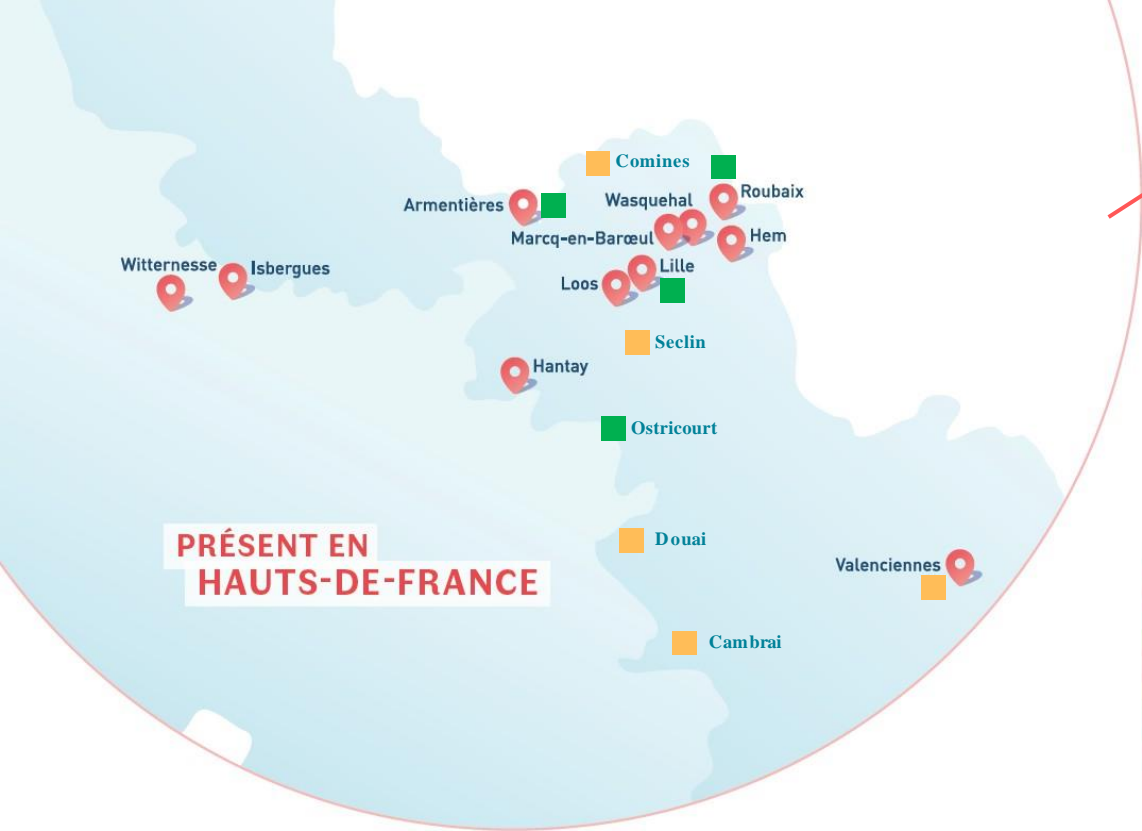 Comines
Roubaix
Wasquehal
Armentières
Marcq-en-Barœul
Hem
Witternesse
Isbergues
Lille
Loos
Seclin
Hantay
Ostricourt
PRÉSENT EN
HAUTS-DE-FRANCE
Douai
Valenciennes
Cambrai